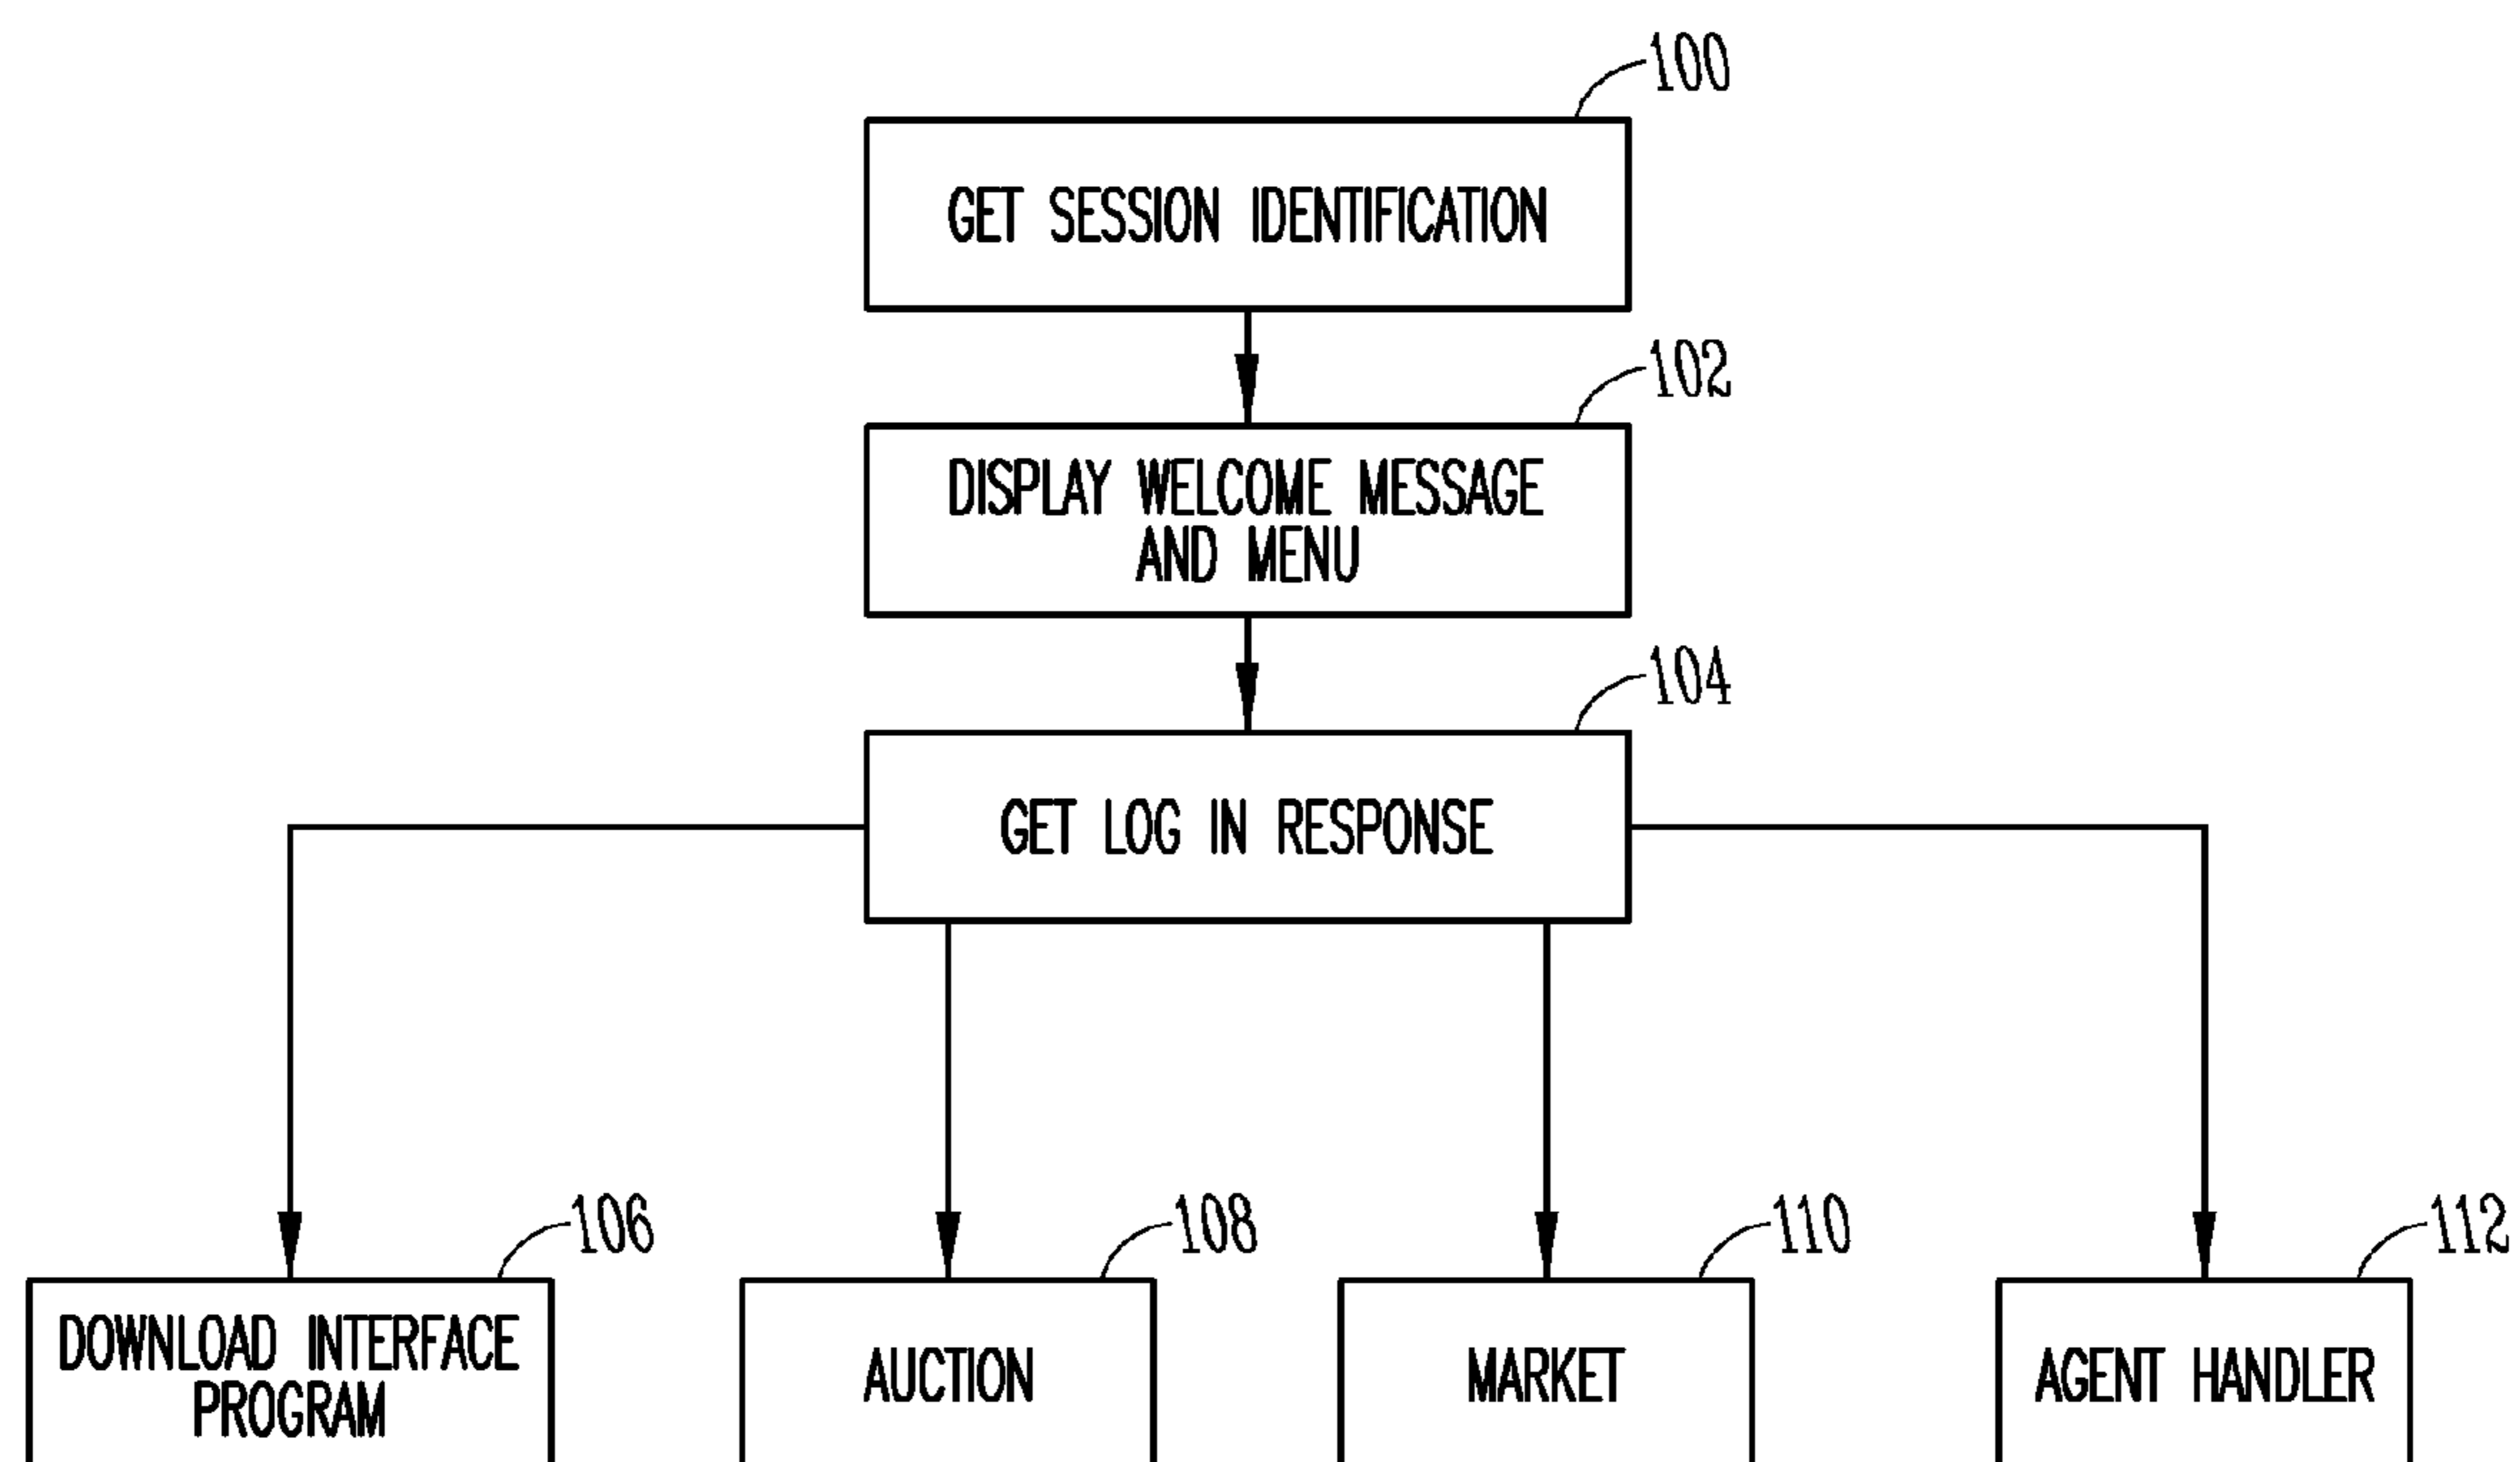 100
GET SESSION IDENTIFICATION
102
DISPLAY WELCOME MESSAGE
AND MENU
104
GET LOG IN RESPONSE
106
DOWNLOAD INTERFACE
PROGRAM
108
AUCTION
110
MARKET
112
AGENT HANDLER